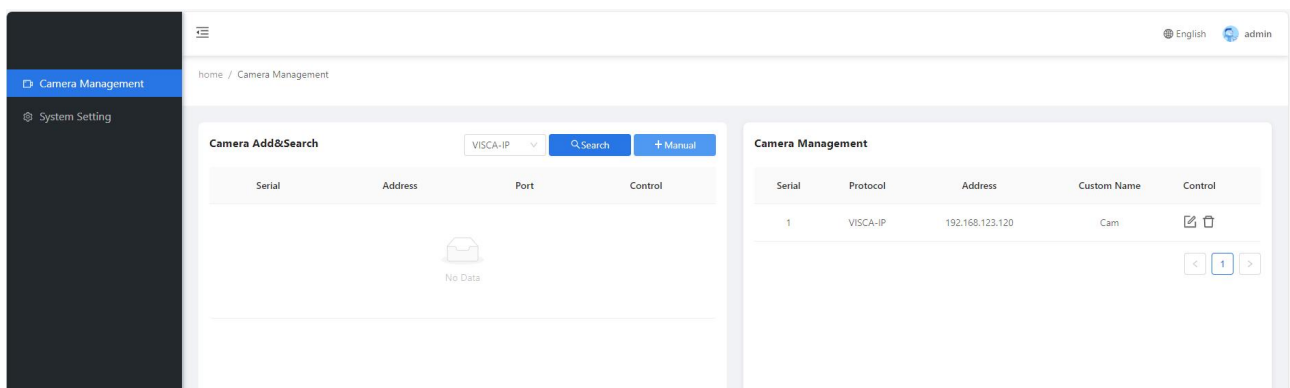 English admin
Camera Management
System Setting
home / Camera Management
Camera Add&Search VISCA-IP Search + Manual
Serial Address Port Control
No Data
Camera Management
Serial Protocol Address Custom Name Control
1 VISCA-IP 192.168.123.120 Cam
< 1 >